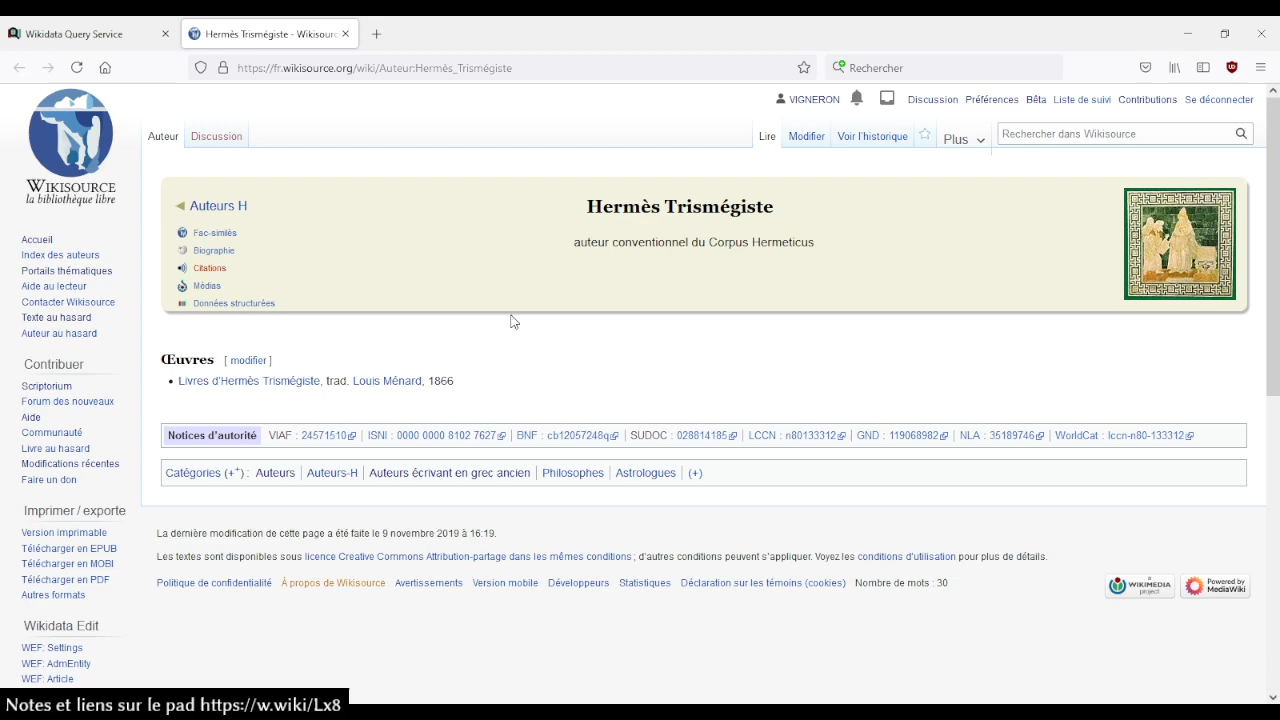 Wikidata Query Service
Hermès Trismégiste - Wikisourc
https://fr.wikisource.org/wiki/Auteur:Hermès_Trismégiste
Rechercher
VIGNERON Discussion Préférences Bêta Liste de suivi Contributions Se déconnecter
Auteur Discussion Lire Modifier Voir l'historique Plus Rechercher dans Wikisource
WIKISOURCE
la bibliothèque libre
Accueil
Index des auteurs
Portails thématiques
Aide au lecteur
Contacter Wikisource
Texte au hasard
Auteur au hasard
Contribuer
Scriptorium
Forum des nouveaux
Aide
Communauté
Livre au hasard
Modifications récentes
Faire un don
Imprimer / exporte
Version imprimable
Télécharger en EPUB
Télécharger en MOBI
Télécharger en PDF
Autres formats
Wikidata Edit
WEF: Settings
WEF: AdmEntity
WEF: Article
Auteurs H
Fac-similés
Biographie
Citations
Médias
Données structurées
Hermès Trismégiste
auteur conventionnel du Corpus Hermeticus
Œuvres [ modifier ]
• Livres d'Hermès Trismégiste, trad. Louis Ménard, 1866
Notices d'autorité VIAF : 24571510 | ISNI : 0000 0000 8102 7627 | BNF : cb12057248q | SUDOC : 028814185 | LCCN : n80133312 | GND : 119068982 | NLA : 35189746 | WorldCat : lccn-n80-133312
Catégories (++) : Auteurs | Auteurs-H | Auteurs écrivant en grec ancien | Philosophes | Astrologues | (+)
La dernière modification de cette page a été faite le 9 novembre 2019 à 16:19.
Les textes sont disponibles sous licence Creative Commons Attribution-partage dans les mêmes conditions ; d'autres conditions peuvent s'appliquer. Voyez les conditions d'utilisation pour plus de détails.
Politique de confidentialité À propos de Wikisource Avertissements Version mobile Développeurs Statistiques Déclaration sur les témoins (cookies) Nombre de mots : 30
a
WIKIMEDIA
project
Powered by
MediaWiki
Notes et liens sur le pad https://w.wiki/Lx8